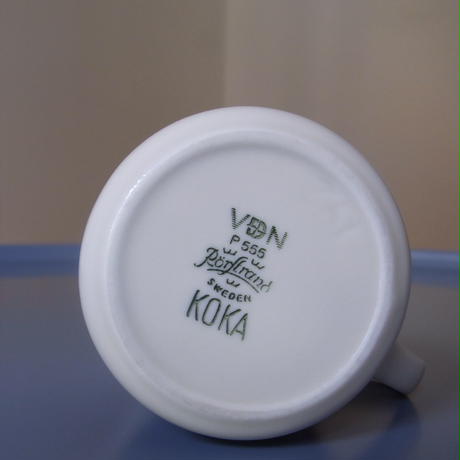 VDN
P 555
Rörstrand
SWEDEN
KOKA